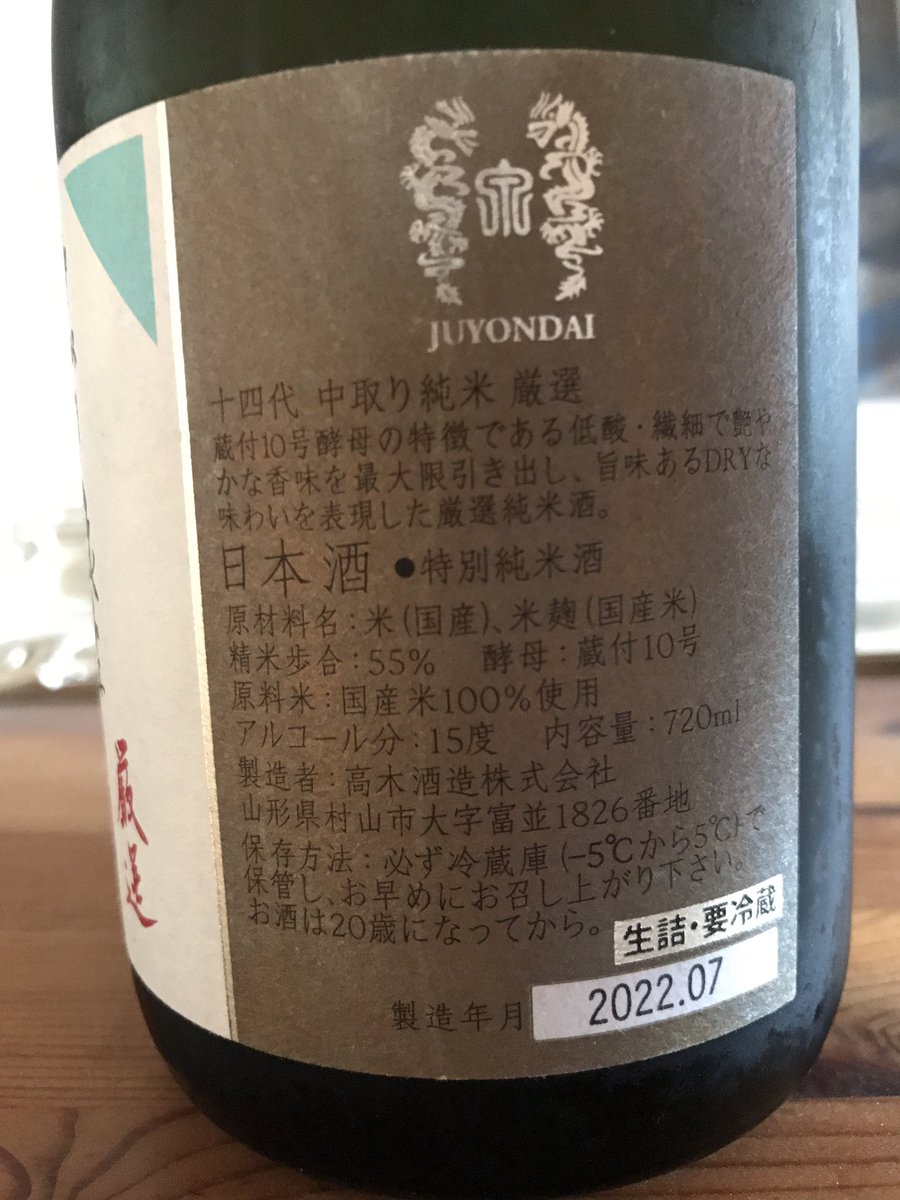 JUYONDAI
十四代 中取り純米 厳選
蔵付10号酵母の特徴である低酸・繊細で艶や
かな香味を最大限引き出し、旨味あるDRYな
味わいを表現した厳選純米酒。
日本酒 ●特別純米酒
原材料名：米(国産)、米麹(国産米)
精米歩合：55% 酵母：蔵付10号
原料米：国産米100%使用
アルコール分：15度 内容量：720ml
製造者：高木酒造株式会社
山形県村山市大字富並1826番地
保存方法：必ず冷蔵庫(−5℃から5℃)で
保管し、お早めにお召し上がり下さい。
お酒は20歳になってから。
生詰・要冷蔵
製造年月 2022.07
厳選